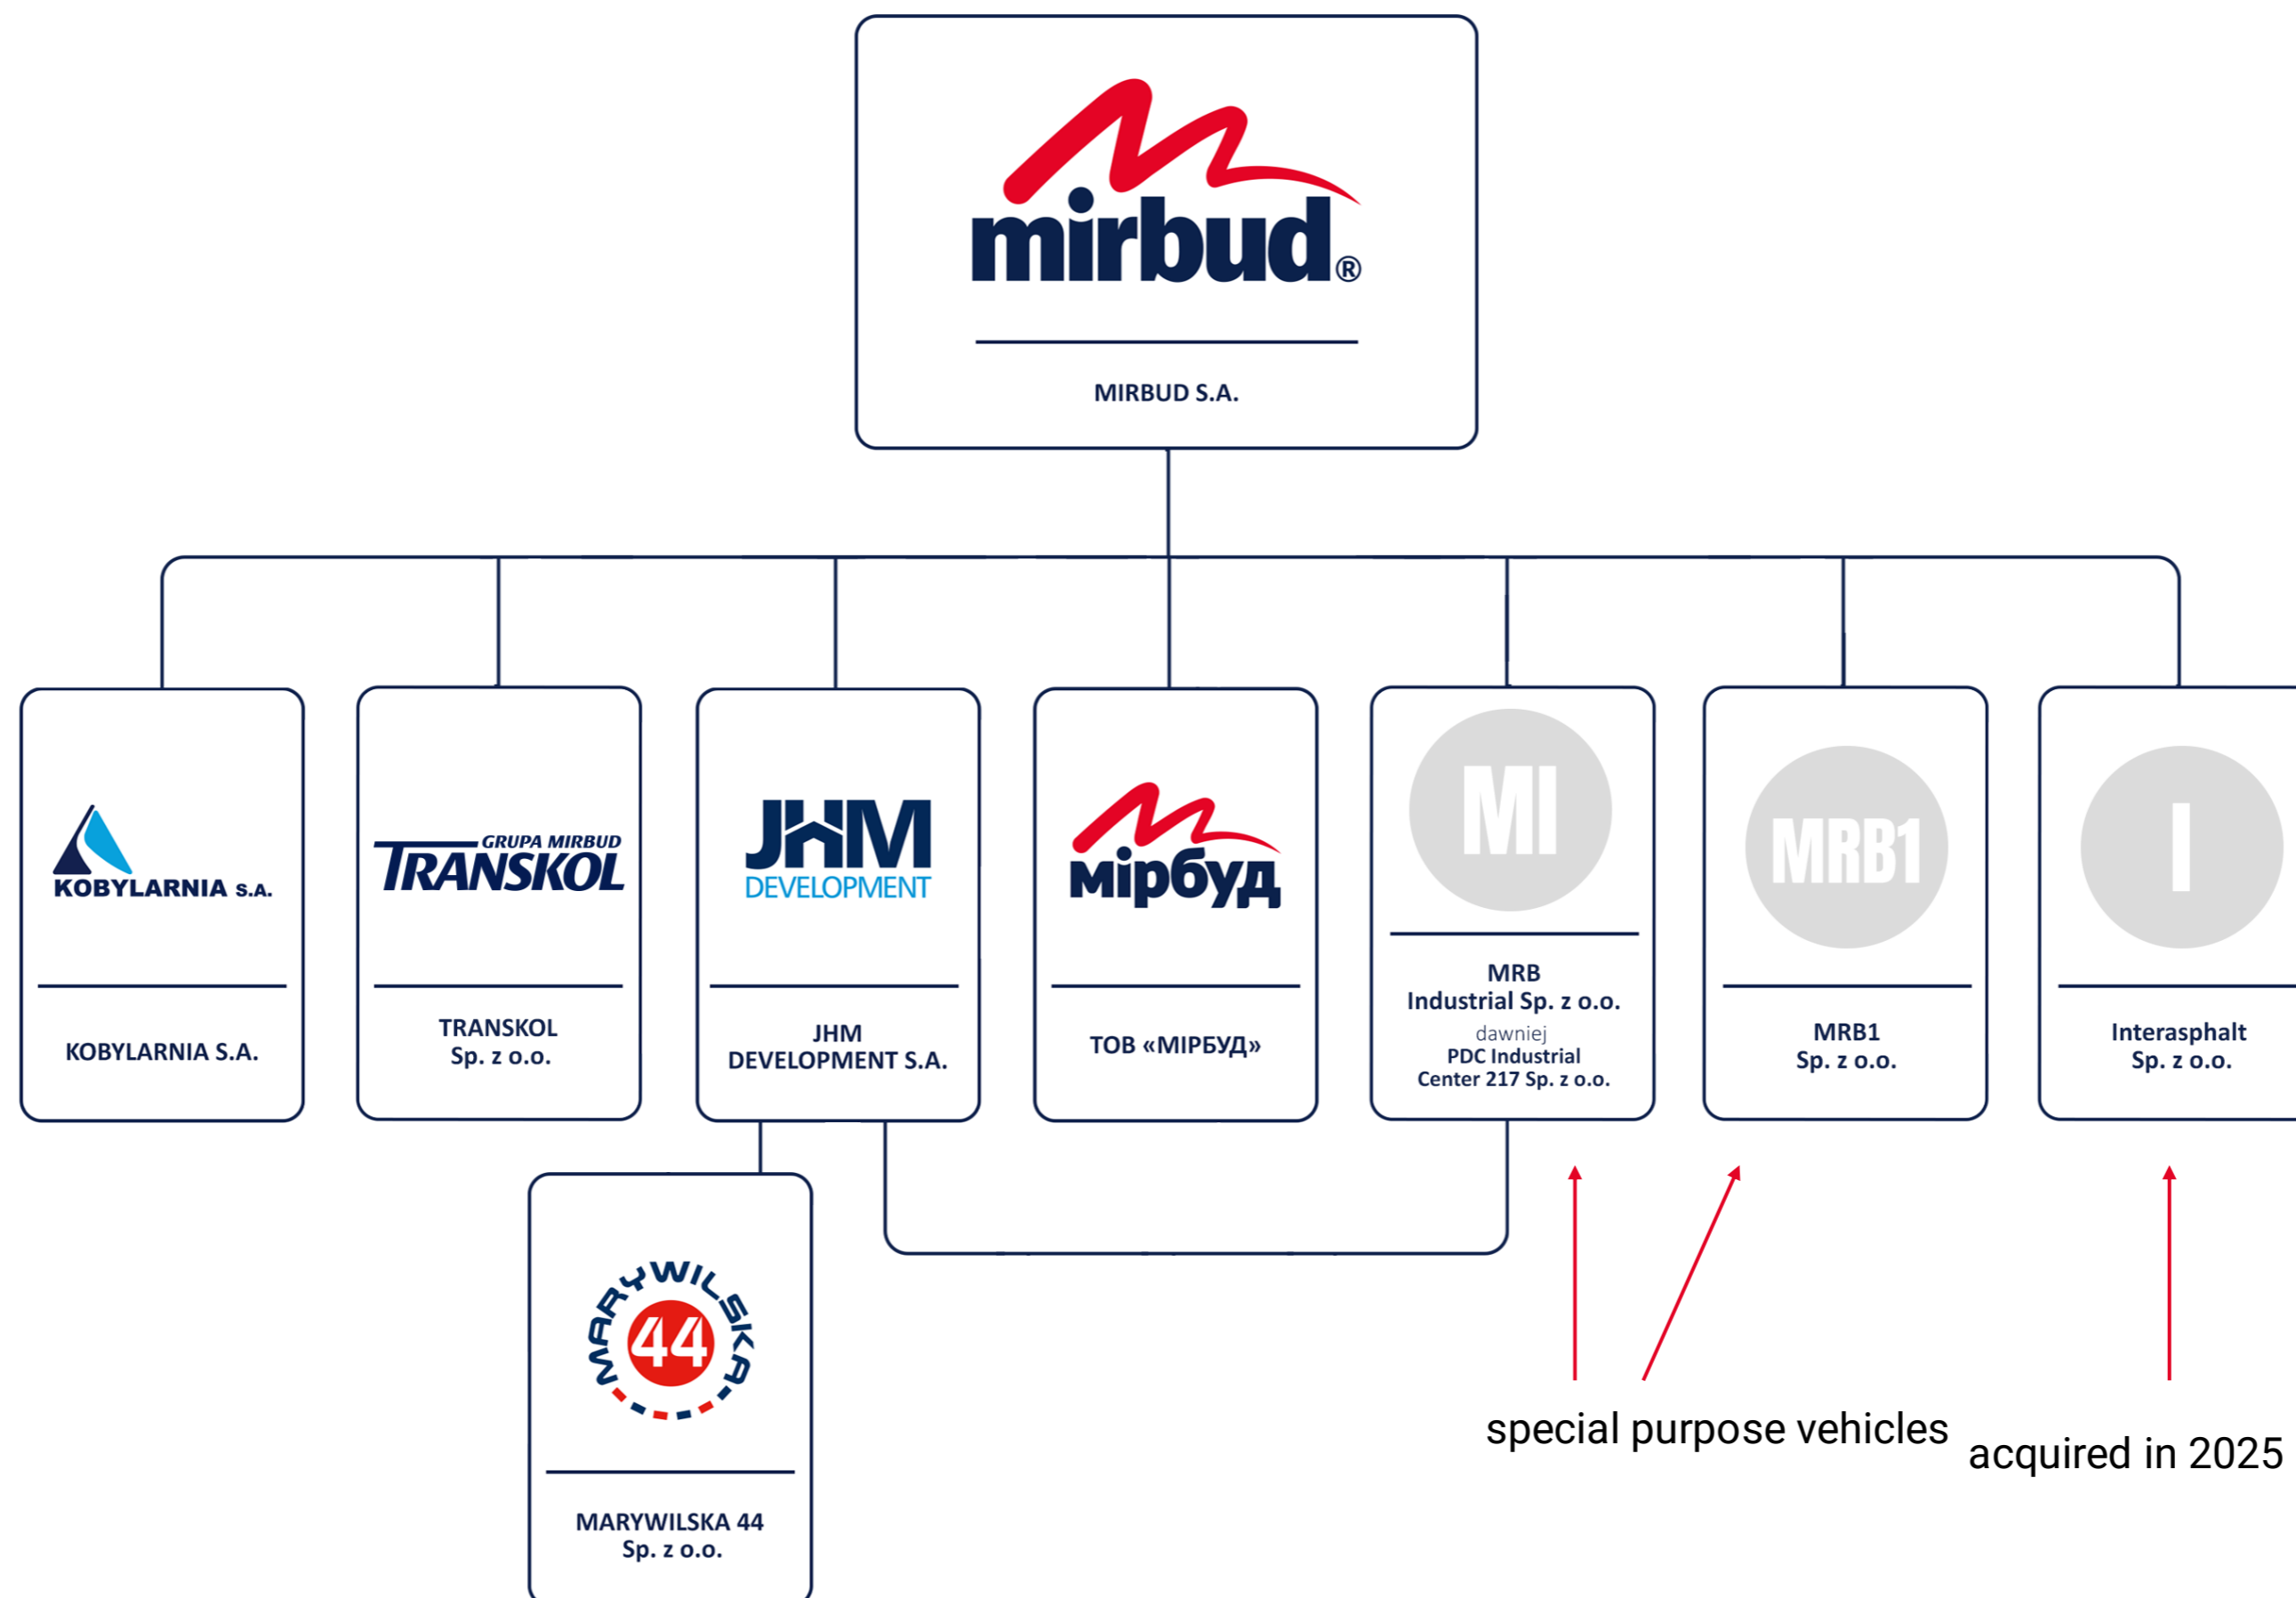 mirbud®
MIRBUD S.A.
KOBYLARNIA S.A.
KOBYLARNIA S.A.
GRUPA MIRBUD
TRANSKOL
TRANSKOL
Sp. z o.o.
JHM
DEVELOPMENT
JHM
DEVELOPMENT S.A.
мірбуд
ТОВ «МІРБУД»
MI
MRB
Industrial Sp. z o.o.
dawniej
PDC Industrial
Center 217 Sp. z o.o.
MRB1
MRB1
Sp. z o.o.
I
Interasphalt
Sp. z o.o.
MARYWILSKA
44
MARYWILSKA 44
Sp. z o.o.
special purpose vehicles
acquired in 2025